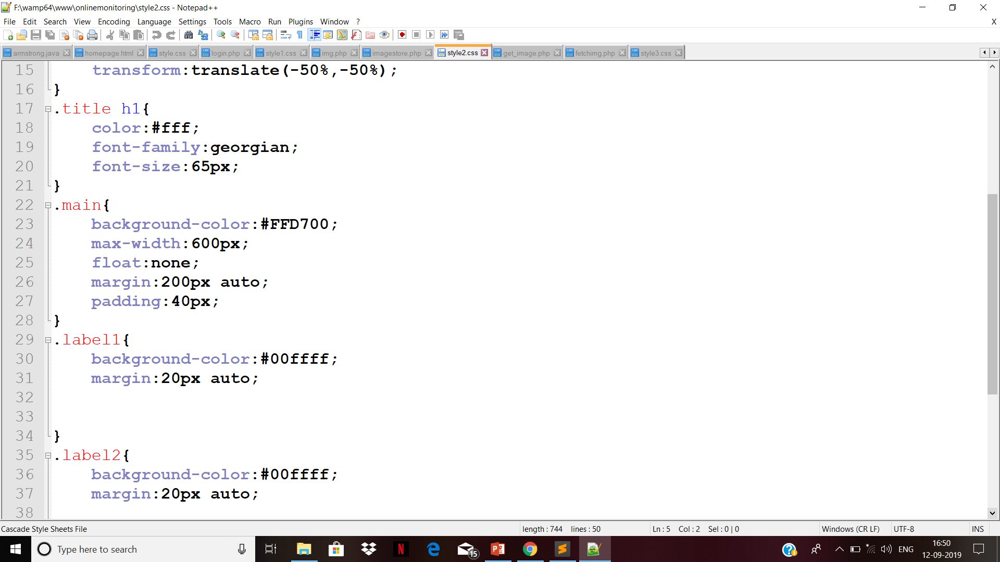 F:\wamp64\www\onlinemonitoring\style2.css - Notepad++
File Edit Search View Encoding Language Settings Tools Macro Run Plugins Window ? X
armstrong.java homepage.html style.css login.php style1.css img.php imagestore.php style2.css get_image.php fetchimg.php style3.css
15 transform:translate(-50%,-50%);
16 }
17 .title h1{
18 color:#fff;
19 font-family:georgian;
20 font-size:65px;
21 }
22 .main{
23 background-color:#FFD700;
24 max-width:600px;
25 float:none;
26 margin:200px auto;
27 padding:40px;
28 }
29 .label1{
30 background-color:#00ffff;
31 margin:20px auto;
32
33
34 }
35 .label2{
36 background-color:#00ffff;
37 margin:20px auto;
38
Cascade Style Sheets File length : 744 lines : 50 Ln : 5 Col : 2 Sel : 0 | 0 Windows (CR LF) UTF-8 INS
Type here to search 15 ENG 16:50
12-09-2019